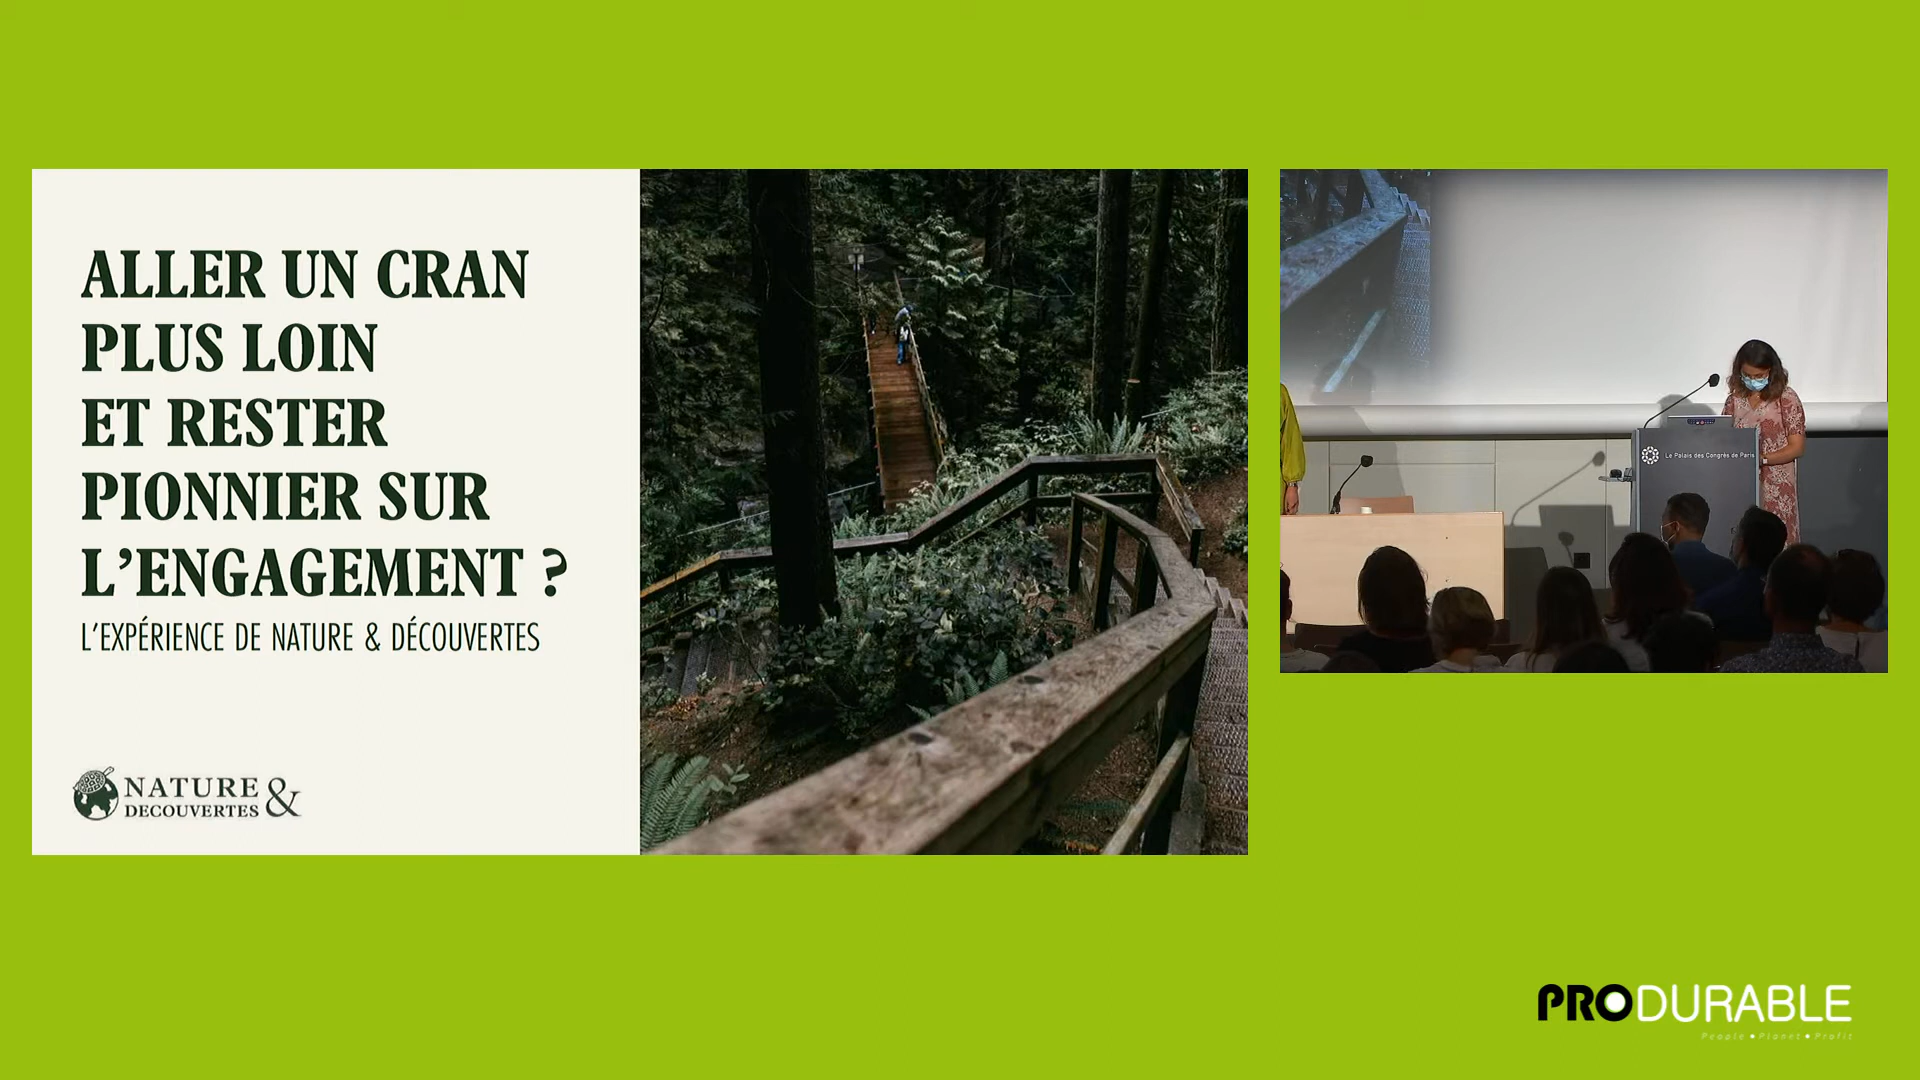 ALLER UN CRAN
PLUS LOIN
ET RESTER
PIONNIER SUR
L’ENGAGEMENT ?
L’EXPÉRIENCE DE NATURE & DÉCOUVERTES
NATURE &
DECOUVERTES
Le Palais des Congrès de Paris
PRODURABLE
People • Planet • Profit